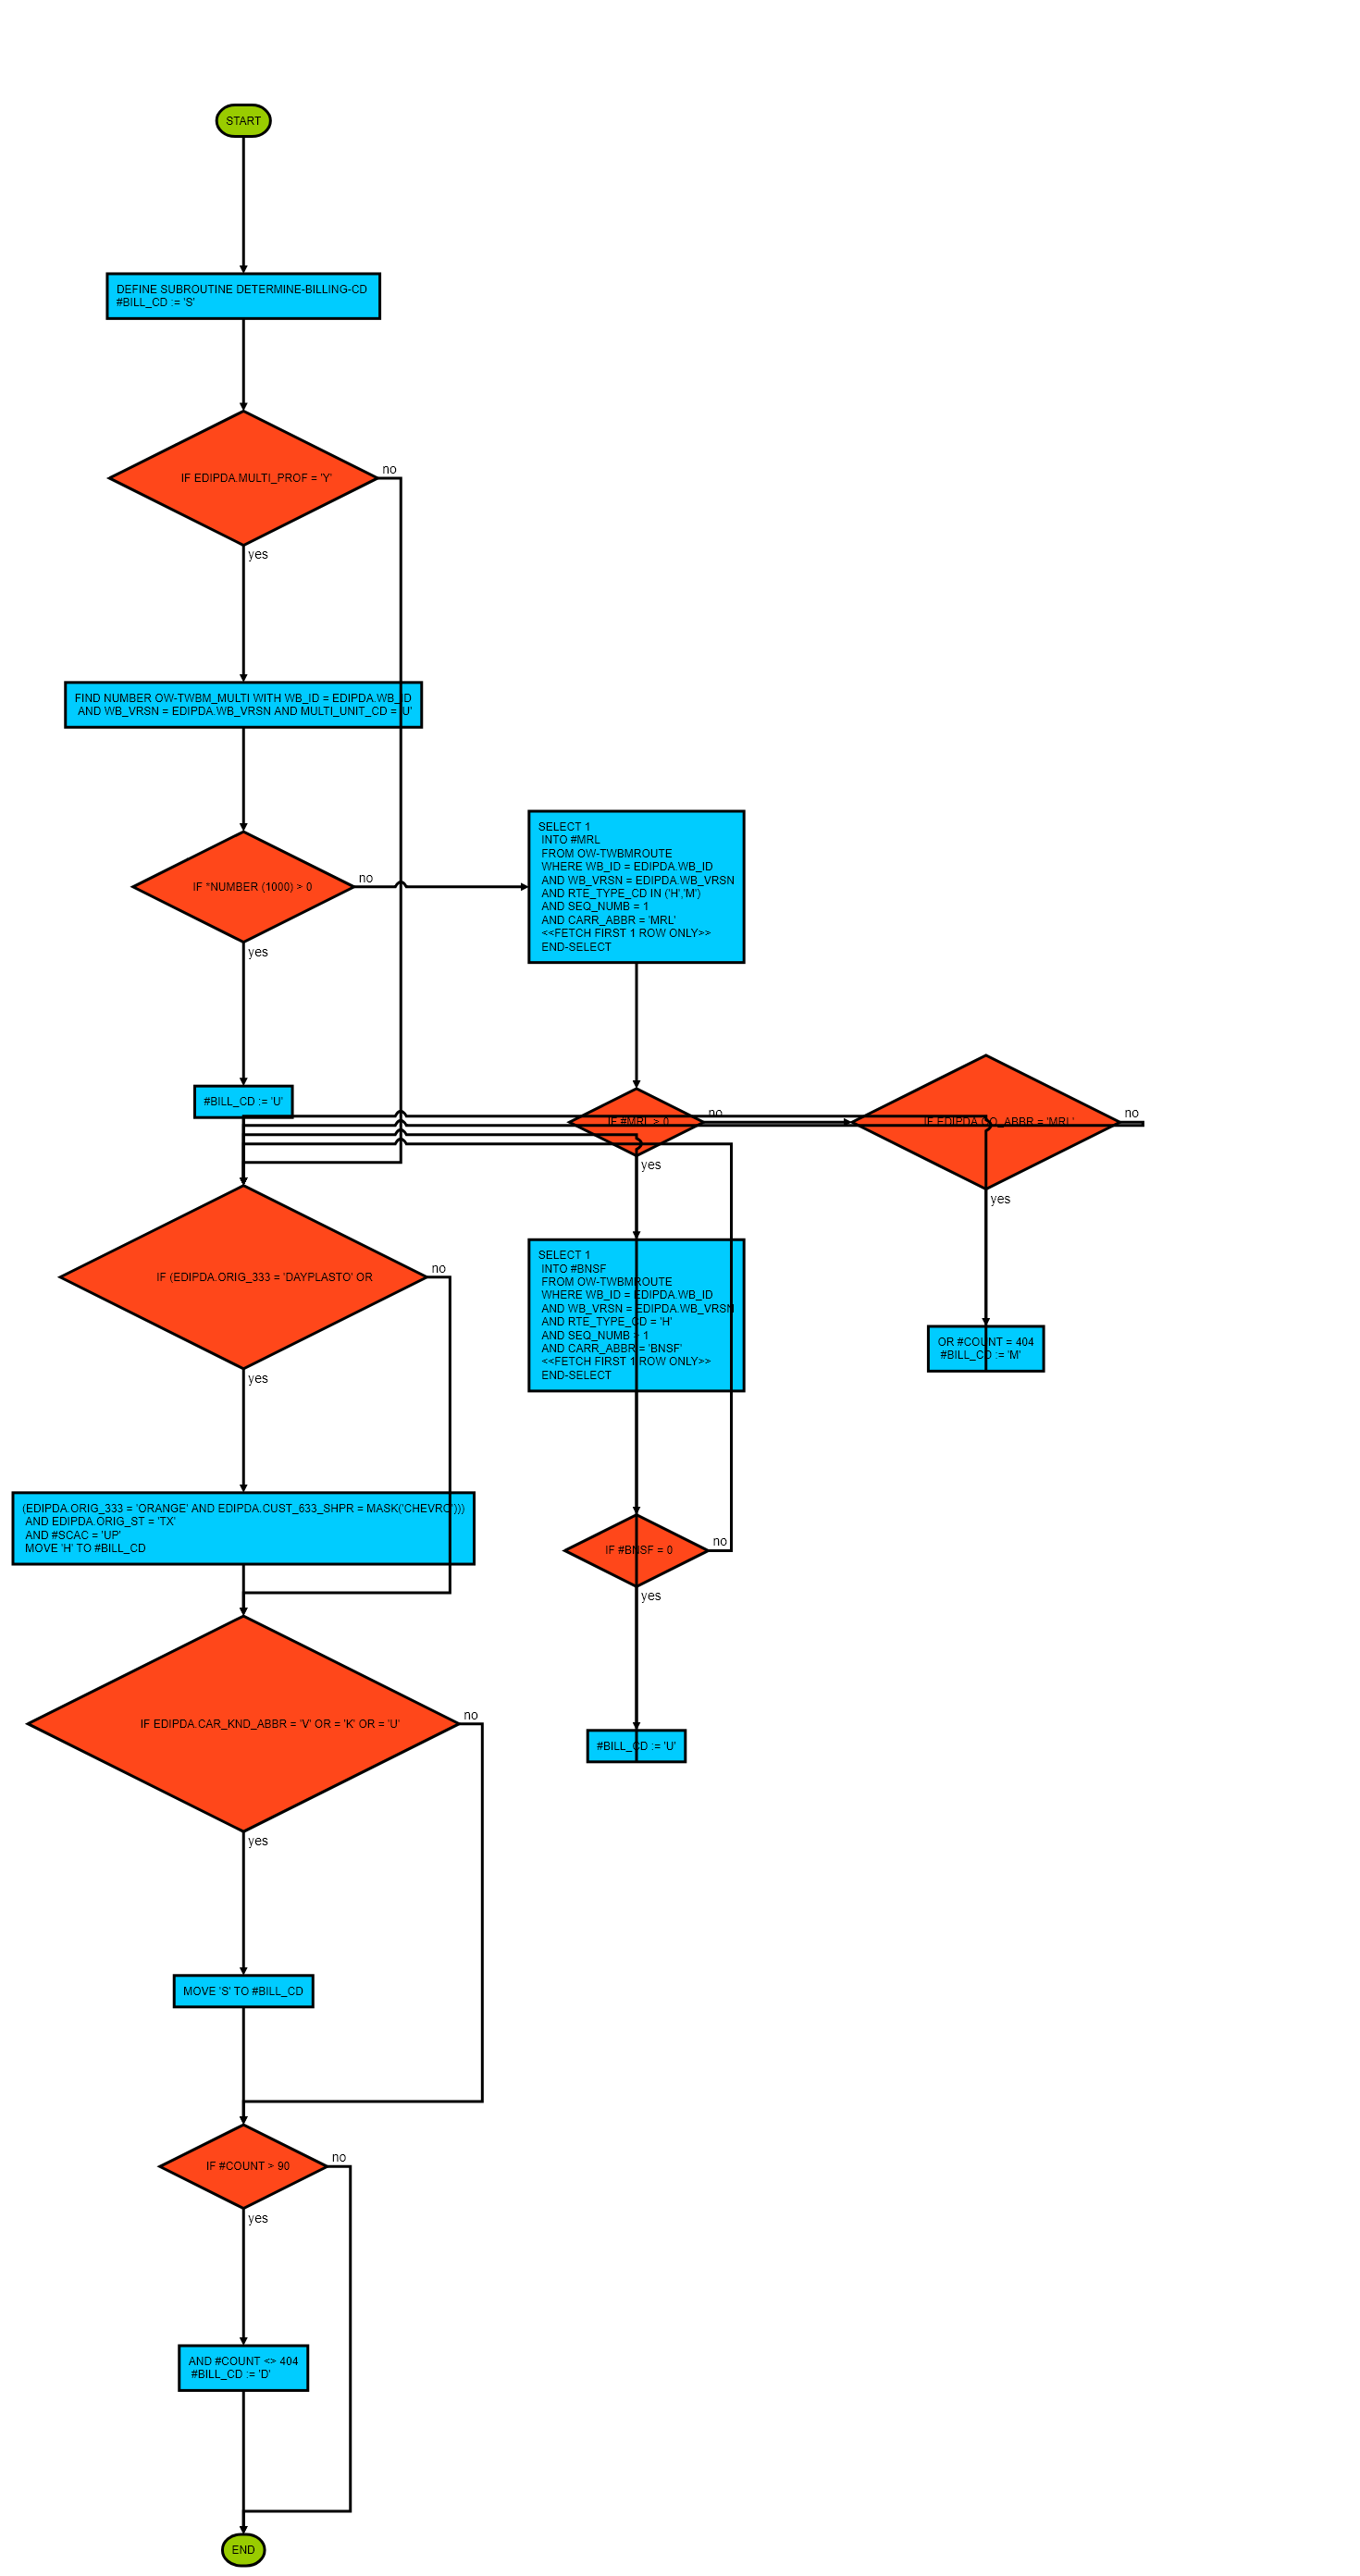 START
DEFINE SUBROUTINE DETERMINE-BILLING-CD
#BILL_CD := 'S'
IF EDIPDA.MULTI_PROF = 'Y'
no
yes
FIND NUMBER OW-TWBM_MULTI WITH WB_ID = EDIPDA.WB_ID
AND WB_VRSN = EDIPDA.WB_VRSN AND MULTI_UNIT_CD = 'U'
IF *NUMBER (1000) > 0
no
yes
SELECT 1
INTO #MRL
FROM OW-TWBMROUTE
WHERE WB_ID = EDIPDA.WB_ID
AND WB_VRSN = EDIPDA.WB_VRSN
AND RTE_TYPE_CD IN ('H','M')
AND SEQ_NUMB = 1
AND CARR_ABBR = 'MRL'
<<FETCH FIRST 1 ROW ONLY>>
END-SELECT
#BILL_CD := 'U'
IF #MRL > 0
no
yes
IF EDIPDA.CO_ABBR = 'MRL'
no
yes
IF (EDIPDA.ORIG_333 = 'DAYPLASTO' OR
no
yes
SELECT 1
INTO #BNSF
FROM OW-TWBMROUTE
WHERE WB_ID = EDIPDA.WB_ID
AND WB_VRSN = EDIPDA.WB_VRSN
AND RTE_TYPE_CD = 'H'
AND SEQ_NUMB > 1
AND CARR_ABBR = 'BNSF'
<<FETCH FIRST 1 ROW ONLY>>
END-SELECT
OR #COUNT = 404
#BILL_CD := 'M'
(EDIPDA.ORIG_333 = 'ORANGE' AND EDIPDA.CUST_633_SHPR = MASK('CHEVRO')))
AND EDIPDA.ORIG_ST = 'TX'
AND #SCAC = 'UP'
MOVE 'H' TO #BILL_CD
IF #BNSF = 0
no
yes
IF EDIPDA.CAR_KND_ABBR = 'V' OR = 'K' OR = 'U'
no
yes
#BILL_CD := 'U'
MOVE 'S' TO #BILL_CD
IF #COUNT > 90
no
yes
AND #COUNT <> 404
#BILL_CD := 'D'
END